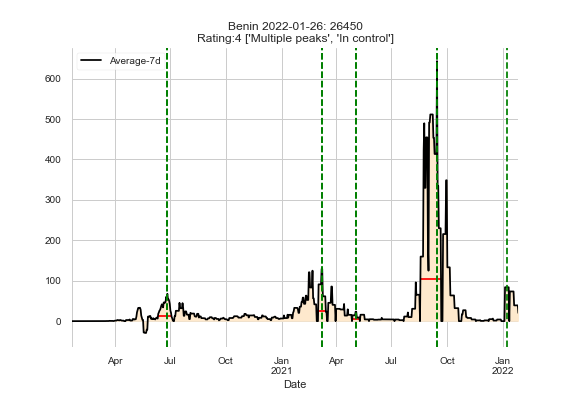 Benin 2022-01-26: 26450
Rating:4 ['Multiple peaks', 'In control']
Average-7d
600
500
400
300
200
100
0
Apr Jul Oct Jan Apr Jul Oct Jan
2021 2022
Date